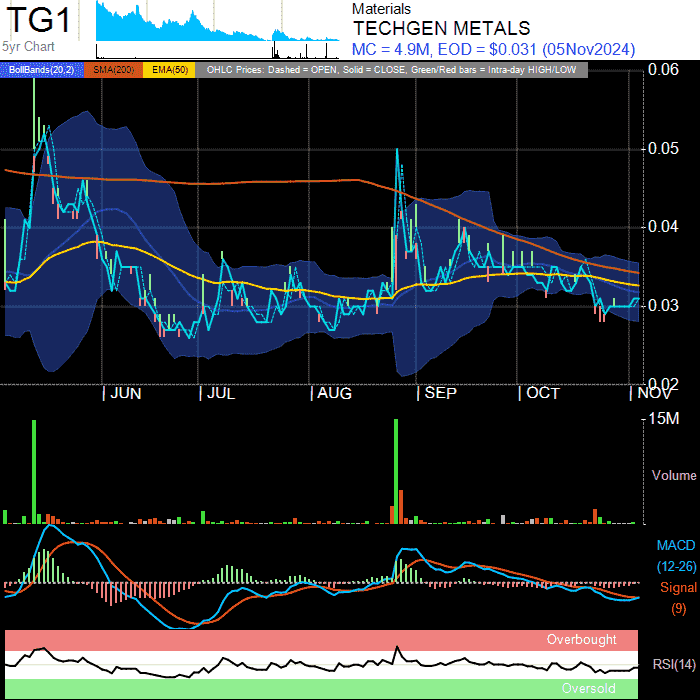 TG1
5yr Chart
Materials
TECHGEN METALS
MC = 4.9M, EOD = $0.031 (05Nov2024)
BollBands(20,2) SMA(200) EMA(50) OHLC Prices: Dashed = OPEN, Solid = CLOSE, Green/Red bars = Intra-day HIGH/LOW
0.06
0.05
0.04
0.03
0.02
| JUN | JUL | AUG | SEP | OCT | NOV
15M
Volume
MACD
(12-26)
Signal
(9)
Overbought
RSI(14)
Oversold